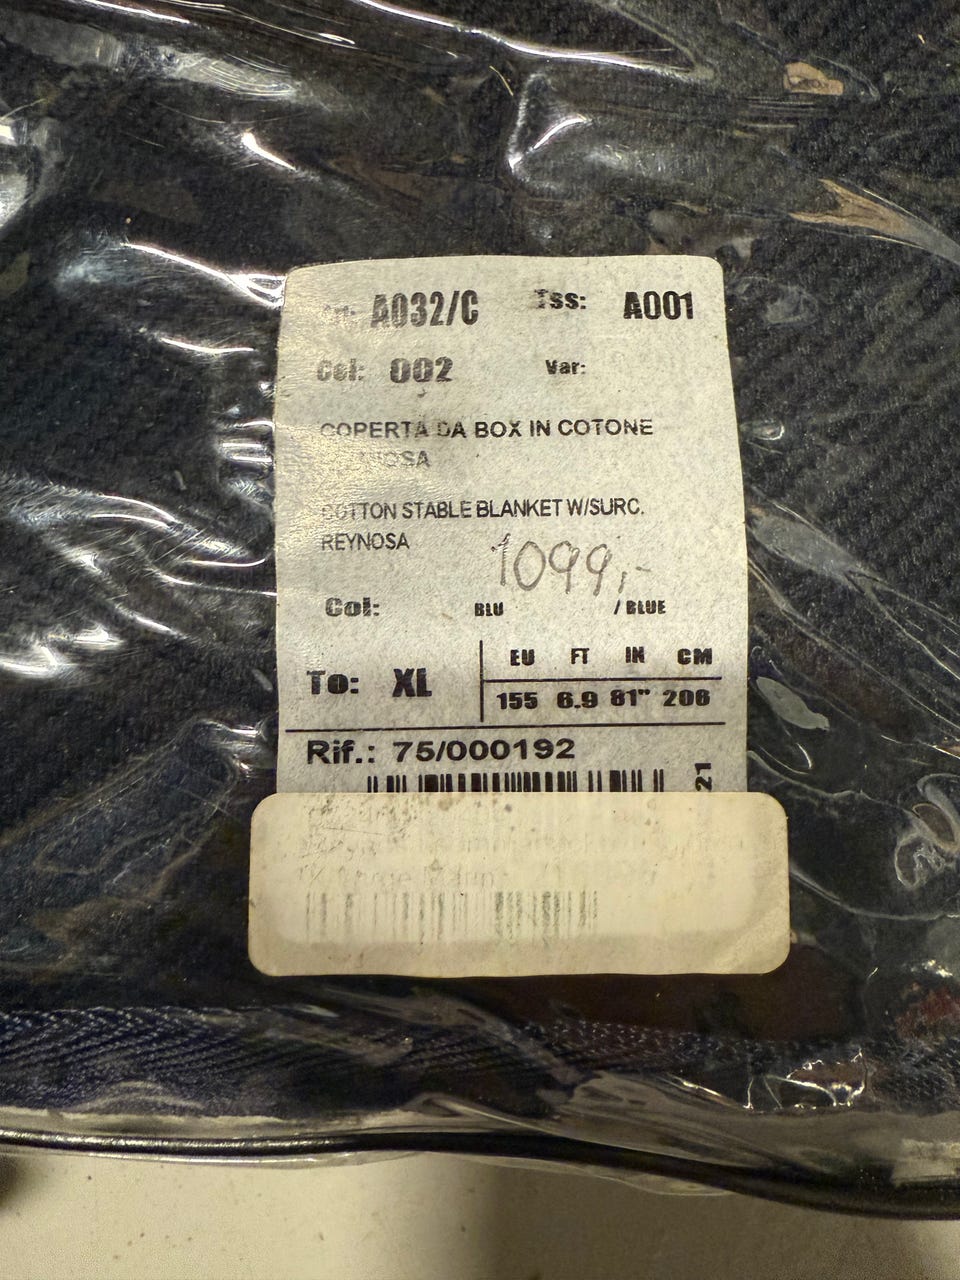 A032/C Tss: A001
Col: 002 Var:
COPERTA DA BOX IN COTONE
COTTON STABLE BLANKET W/SURC.
REYNOSA
1099,-
Col: BLU / BLUE
EU FT IN CM
To: XL
155 6.9 81" 206
Rif.: 75/000192
21